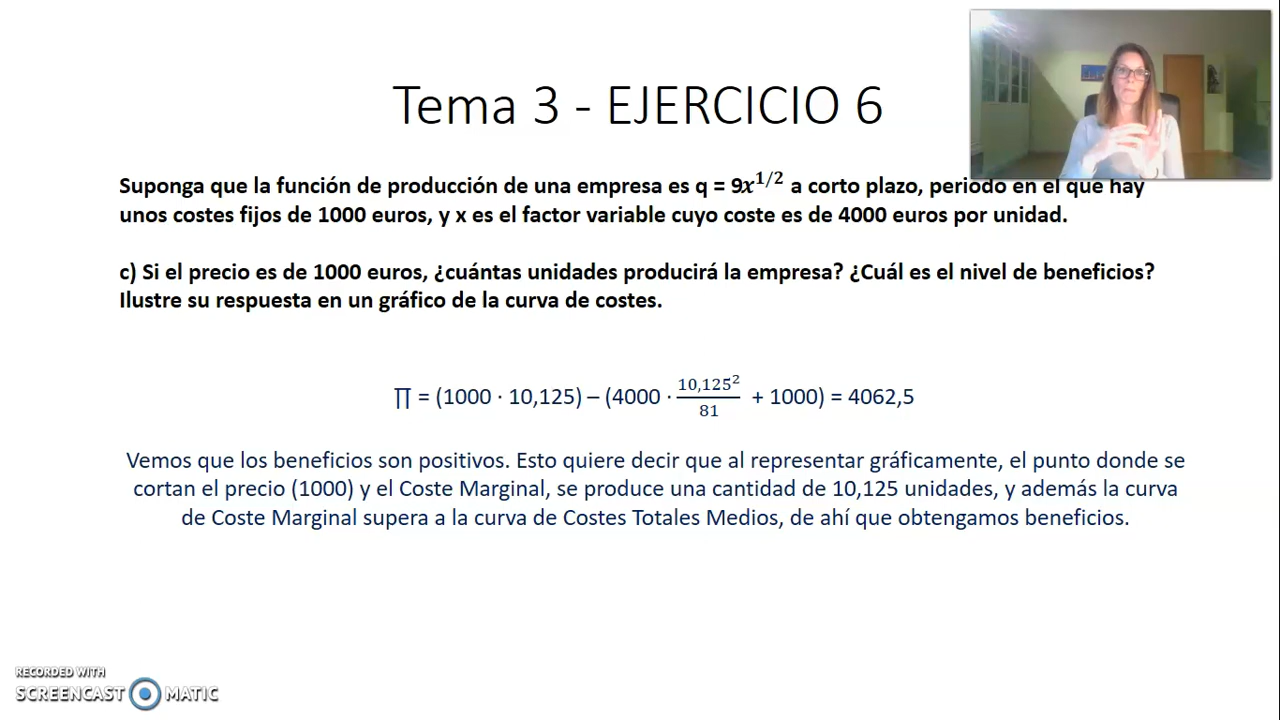 Tema 3 - EJERCICIO 6
Suponga que la función de producción de una empresa es q = 9x^{1/2} a corto plazo, periodo en el que hay
unos costes fijos de 1000 euros, y x es el factor variable cuyo coste es de 4000 euros por unidad.
c) Si el precio es de 1000 euros, ¿cuántas unidades producirá la empresa? ¿Cuál es el nivel de beneficios?
Ilustre su respuesta en un gráfico de la curva de costes.
∏ = (1000 · 10,125) – (4000 · \frac{10,125^2}{81} + 1000) = 4062,5
Vemos que los beneficios son positivos. Esto quiere decir que al representar gráficamente, el punto donde se
cortan el precio (1000) y el Coste Marginal, se produce una cantidad de 10,125 unidades, y además la curva
de Coste Marginal supera a la curva de Costes Totales Medios, de ahí que obtengamos beneficios.
RECORDED WITH
SCREENCAST MATIC